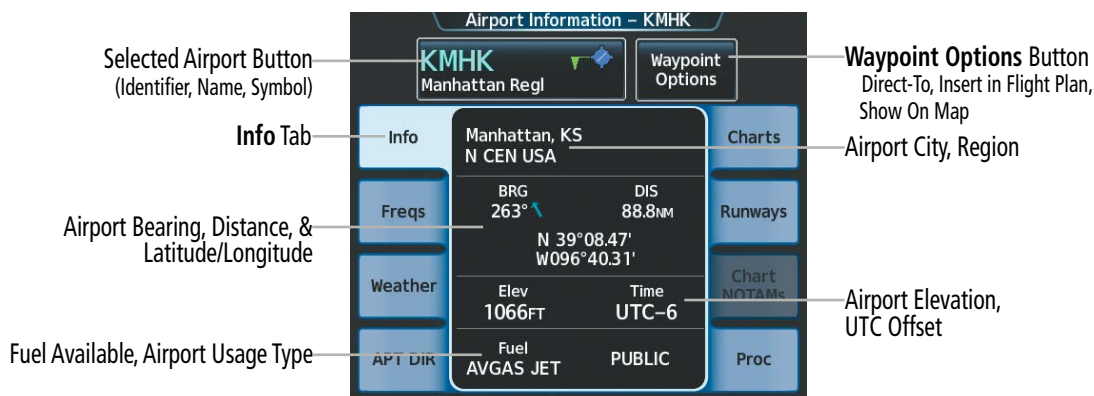 Airport Information – KMHK
Selected Airport Button
(Identifier, Name, Symbol)
KMHK
Manhattan Regl
Waypoint
Options
Waypoint Options Button
Direct-To, Insert in Flight Plan,
Show On Map
Info Tab
Info
Manhattan, KS
N CEN USA
Charts
Airport City, Region
Airport Bearing, Distance, &
Latitude/Longitude
Freqs
BRG
263°
DIS
88.8NM
N 39°08.47'
W096°40.31'
Runways
Weather
Elev
1066FT
Time
UTC–6
Chart
NOTAMs
Airport Elevation,
UTC Offset
Fuel Available, Airport Usage Type
APT DIR
Fuel
AVGAS JET
PUBLIC
Proc